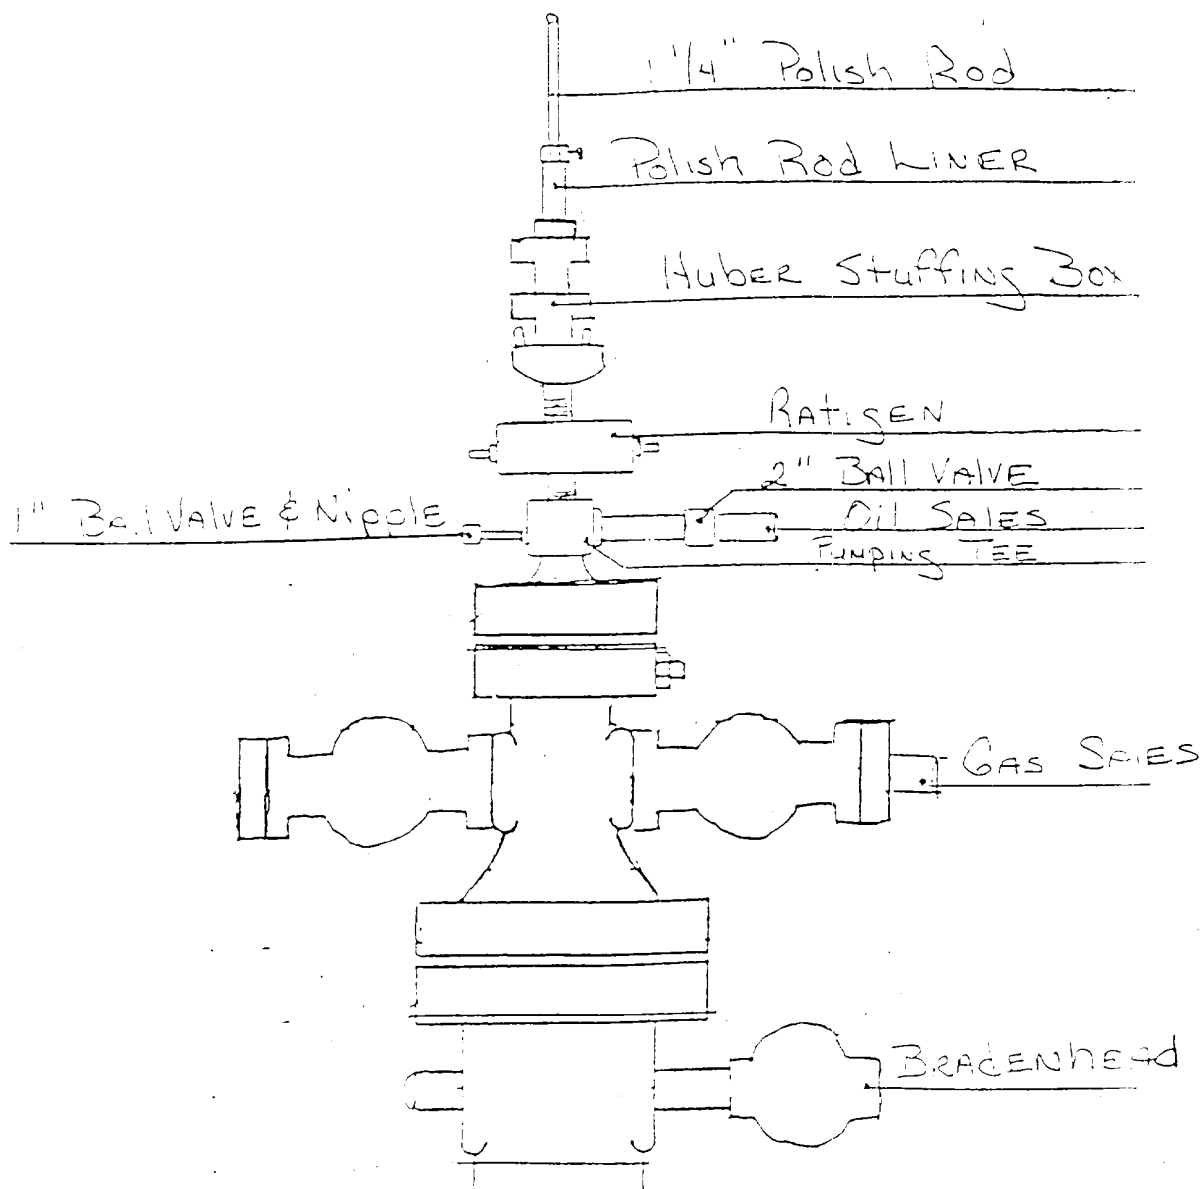 1 1/4" Polish Rod
Polish Rod LINER
HubER StuffiNg Box
RAtigEN
2" BAll VAlvE
1" Ball Valve & Nipple
Oil SAlES
PumpiNg TEE
GAS SAlES
BRAdENhEAd